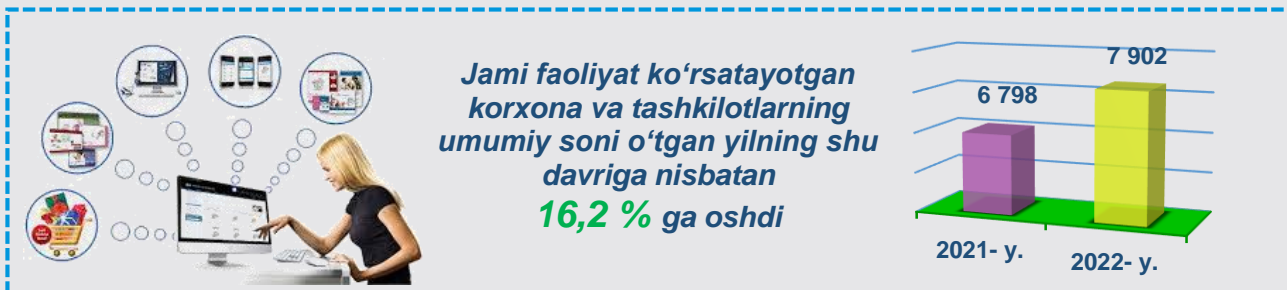 Jami faoliyat ko‘rsatayotgan
korxona va tashkilotlarning
umumiy soni o‘tgan yilning shu
davriga nisbatan
16,2 % ga oshdi
7 902
6 798
2021- y.
2022- y.